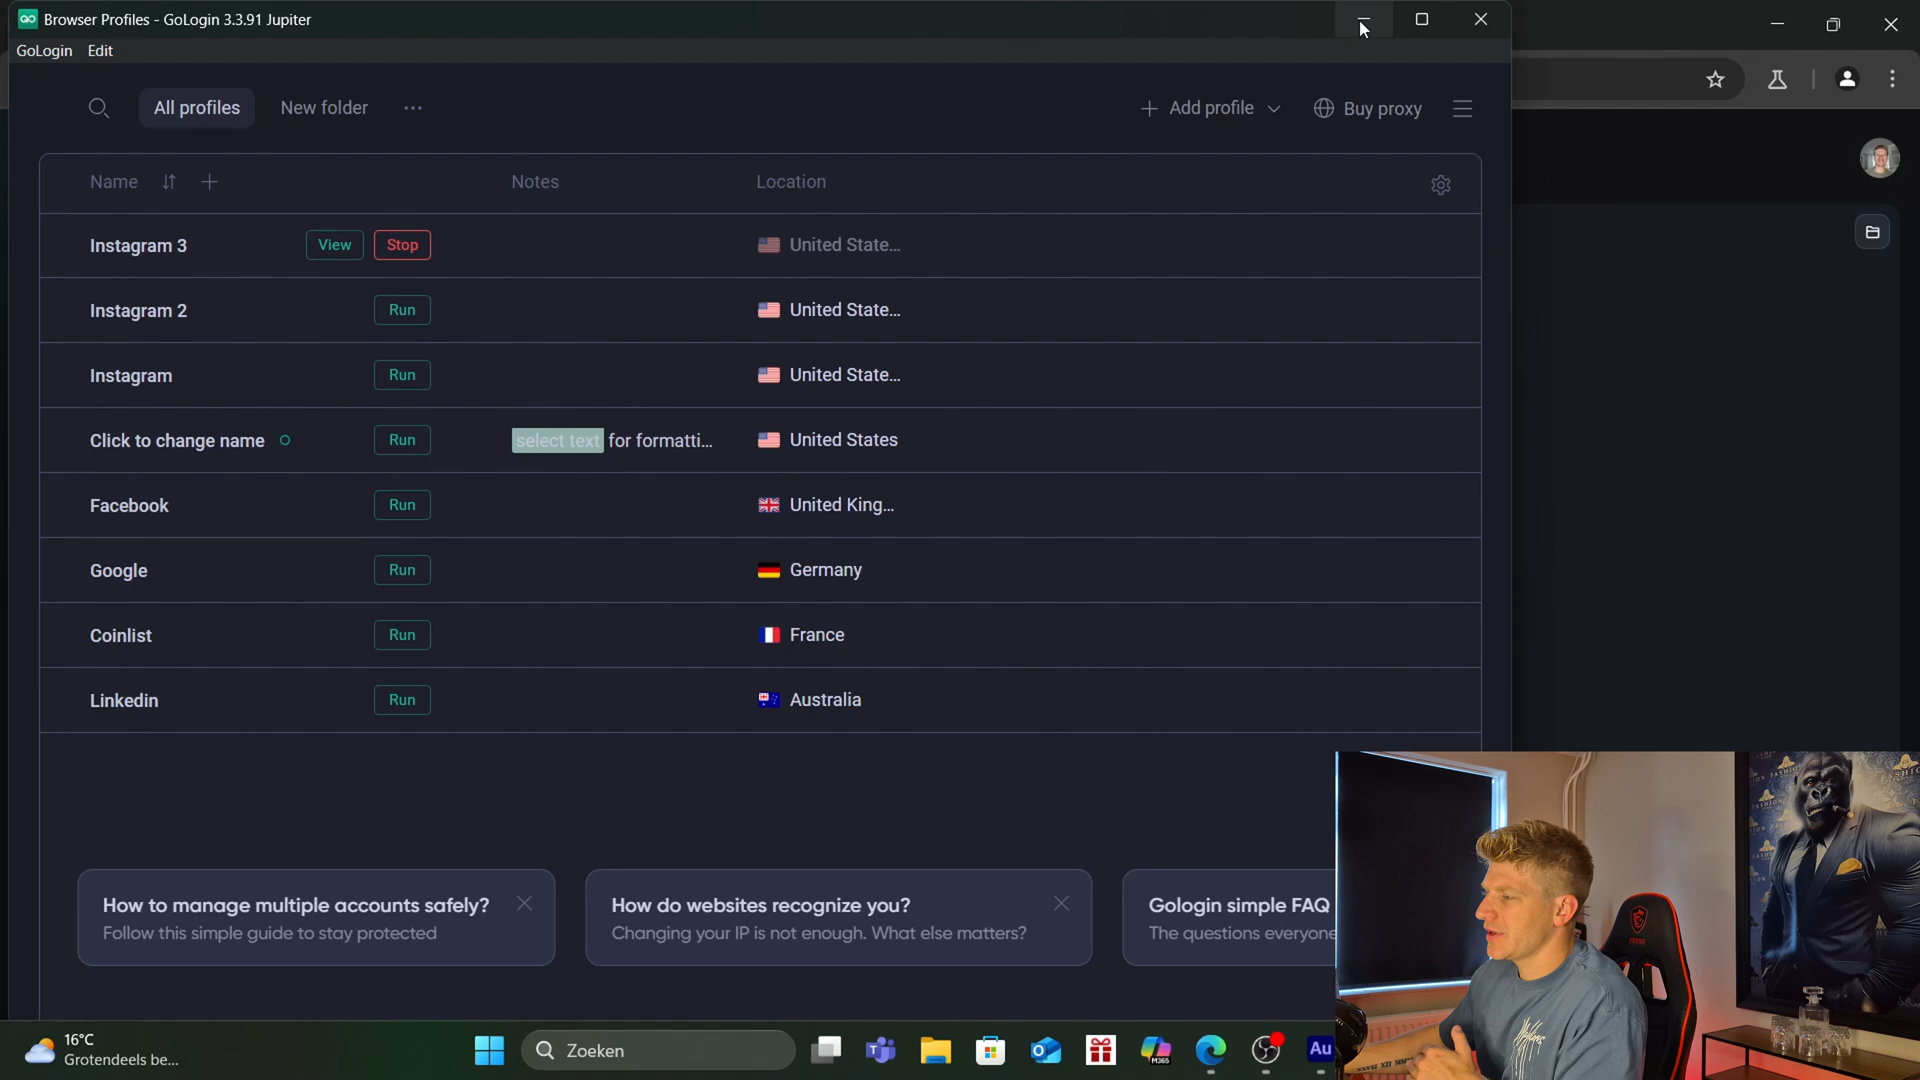 Browser Profiles - GoLogin 3.3.91 Jupiter
GoLogin Edit
All profiles New folder ··· Add profile Buy proxy
Name Notes Location
Instagram 3 View Stop United State...
Instagram 2 Run United State...
Instagram Run United State...
Click to change name Run select text for formatti... United States
Facebook Run United King...
Google Run Germany
Coinlist Run France
Linkedin Run Australia
How to manage multiple accounts safely?
Follow this simple guide to stay protected
How do websites recognize you?
Changing your IP is not enough. What else matters?
Gologin simple FAQ
The questions everyone
16°C
Grotendeels be...
Zoeken
M365
Au